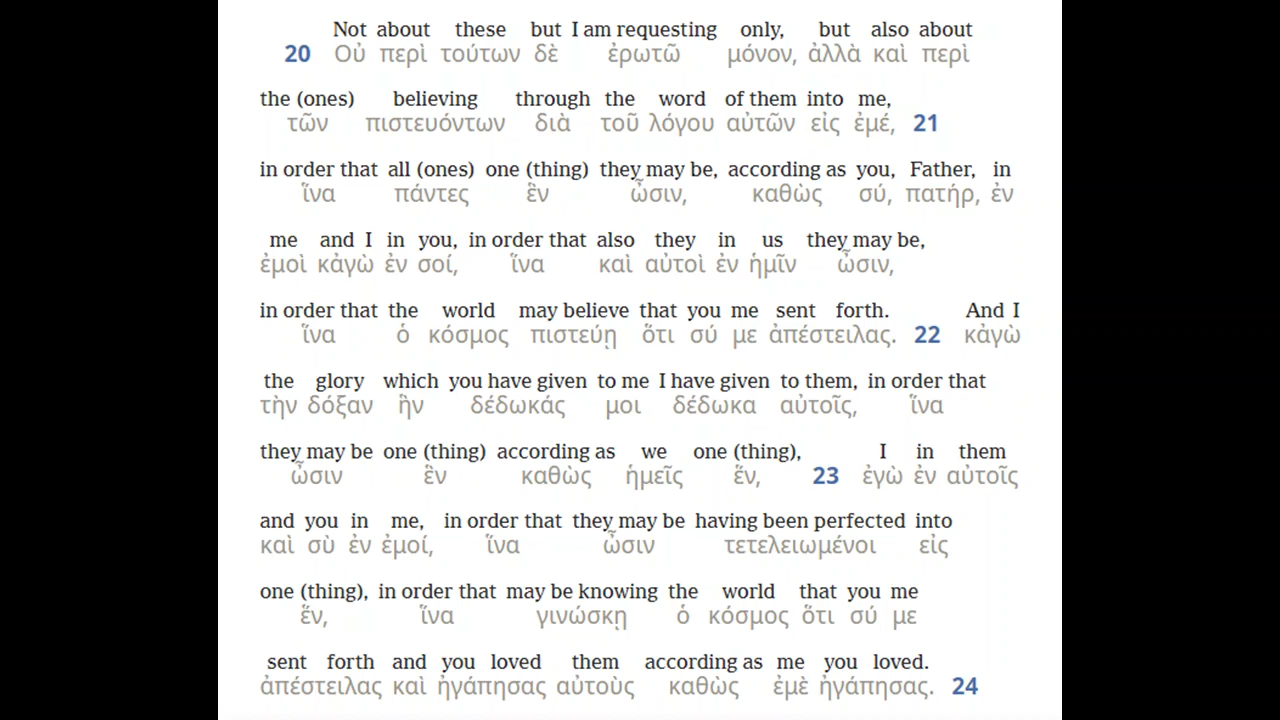 Not about these but I am requesting only, but also about
20 Οὐ περὶ τούτων δὲ ἐρωτῶ μόνον, ἀλλὰ καὶ περὶ
the (ones) believing through the word of them into me,
τῶν πιστευόντων διὰ τοῦ λόγου αὐτῶν εἰς ἐμέ, 21
in order that all (ones) one (thing) they may be, according as you, Father, in
ἵνα πάντες ἓν ὦσιν, καθὼς σύ, πατήρ, ἐν
me and I in you, in order that also they in us they may be,
ἐμοὶ κἀγὼ ἐν σοί, ἵνα καὶ αὐτοὶ ἐν ἡμῖν ὦσιν,
in order that the world may believe that you me sent forth. And I
ἵνα ὁ κόσμος πιστεύῃ ὅτι σύ με ἀπέστειλας. 22 κἀγὼ
the glory which you have given to me I have given to them, in order that
τὴν δόξαν ἣν δέδωκάς μοι δέδωκα αὐτοῖς, ἵνα
they may be one (thing) according as we one (thing), I in them
ὦσιν ἓν καθὼς ἡμεῖς ἕν, 23 ἐγὼ ἐν αὐτοῖς
and you in me, in order that they may be having been perfected into
καὶ σὺ ἐν ἐμοί, ἵνα ὦσιν τετελειωμένοι εἰς
one (thing), in order that may be knowing the world that you me
ἕν, ἵνα γινώσκῃ ὁ κόσμος ὅτι σύ με
sent forth and you loved them according as me you loved.
ἀπέστειλας καὶ ἠγάπησας αὐτοὺς καθὼς ἐμὲ ἠγάπησας. 24